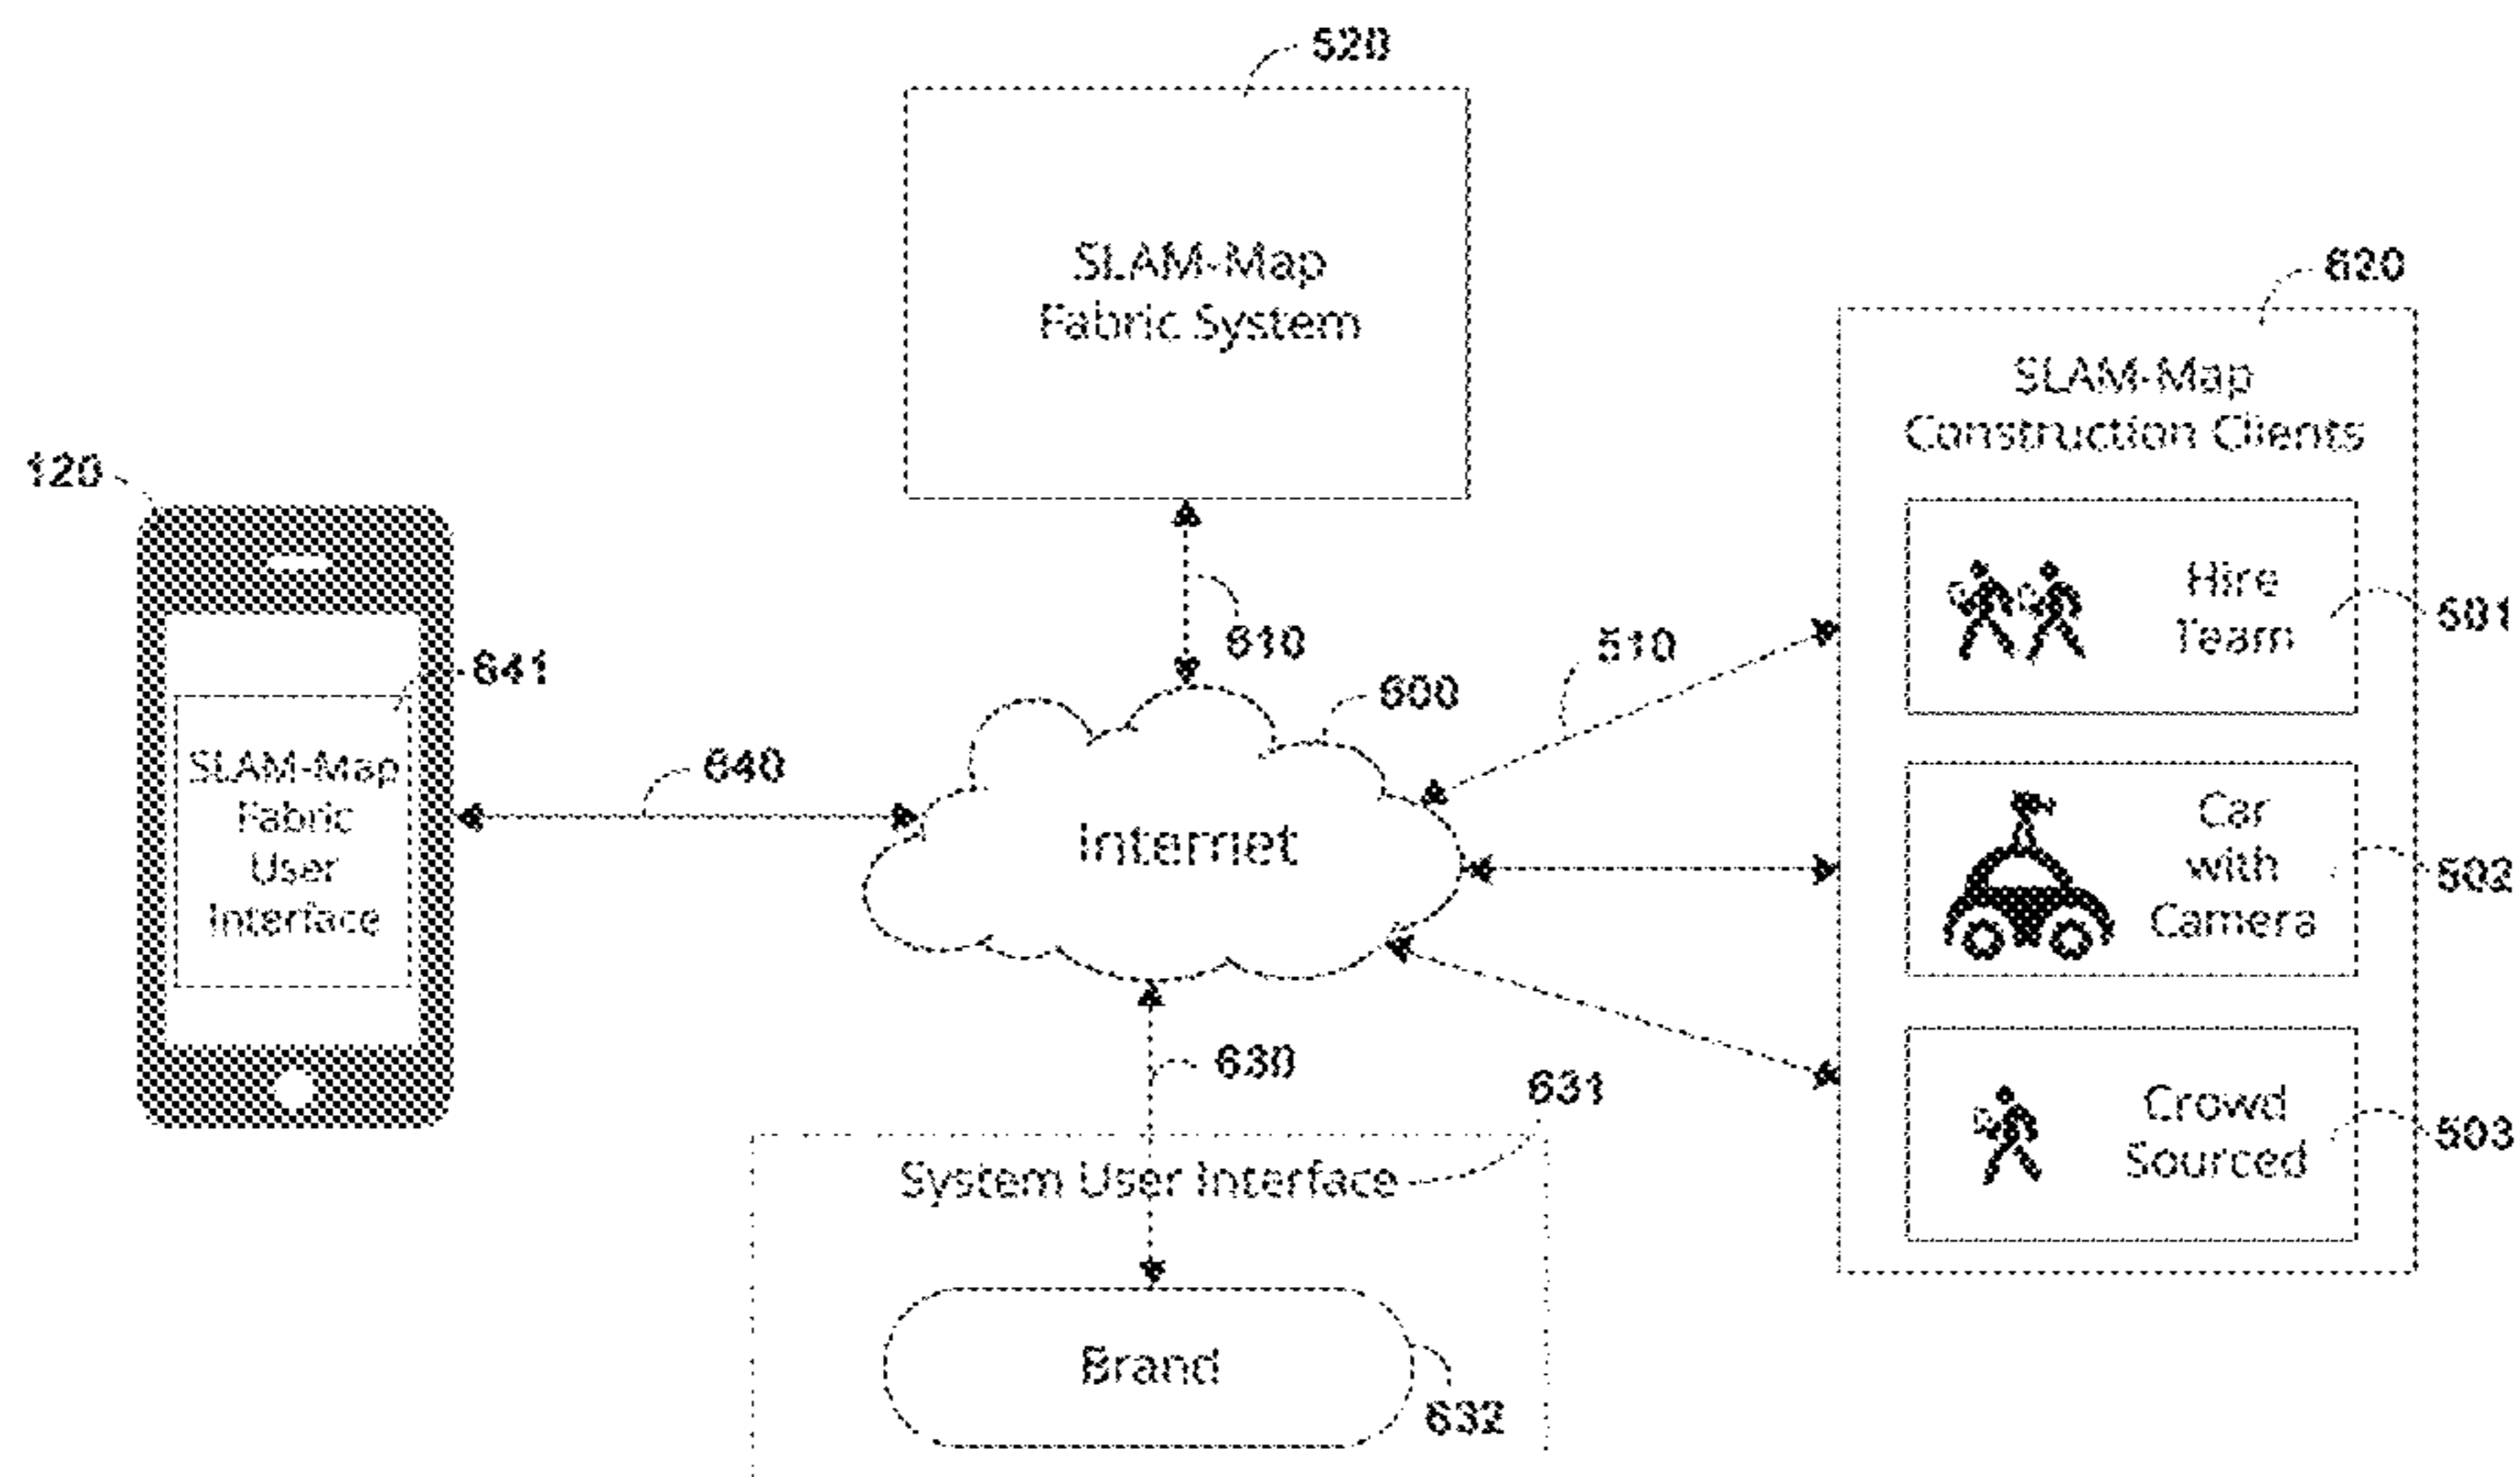 520
SLAM-Map
Fabric System
620
SLAM-Map
Construction Clients
120
Hire
Team
501
610
510
641
600
SLAM-Map
Fabric
User
Interface
640
Internet
Car
with
Camera
502
630
631
Crowd
Sourced
503
System User Interface
Brand
632